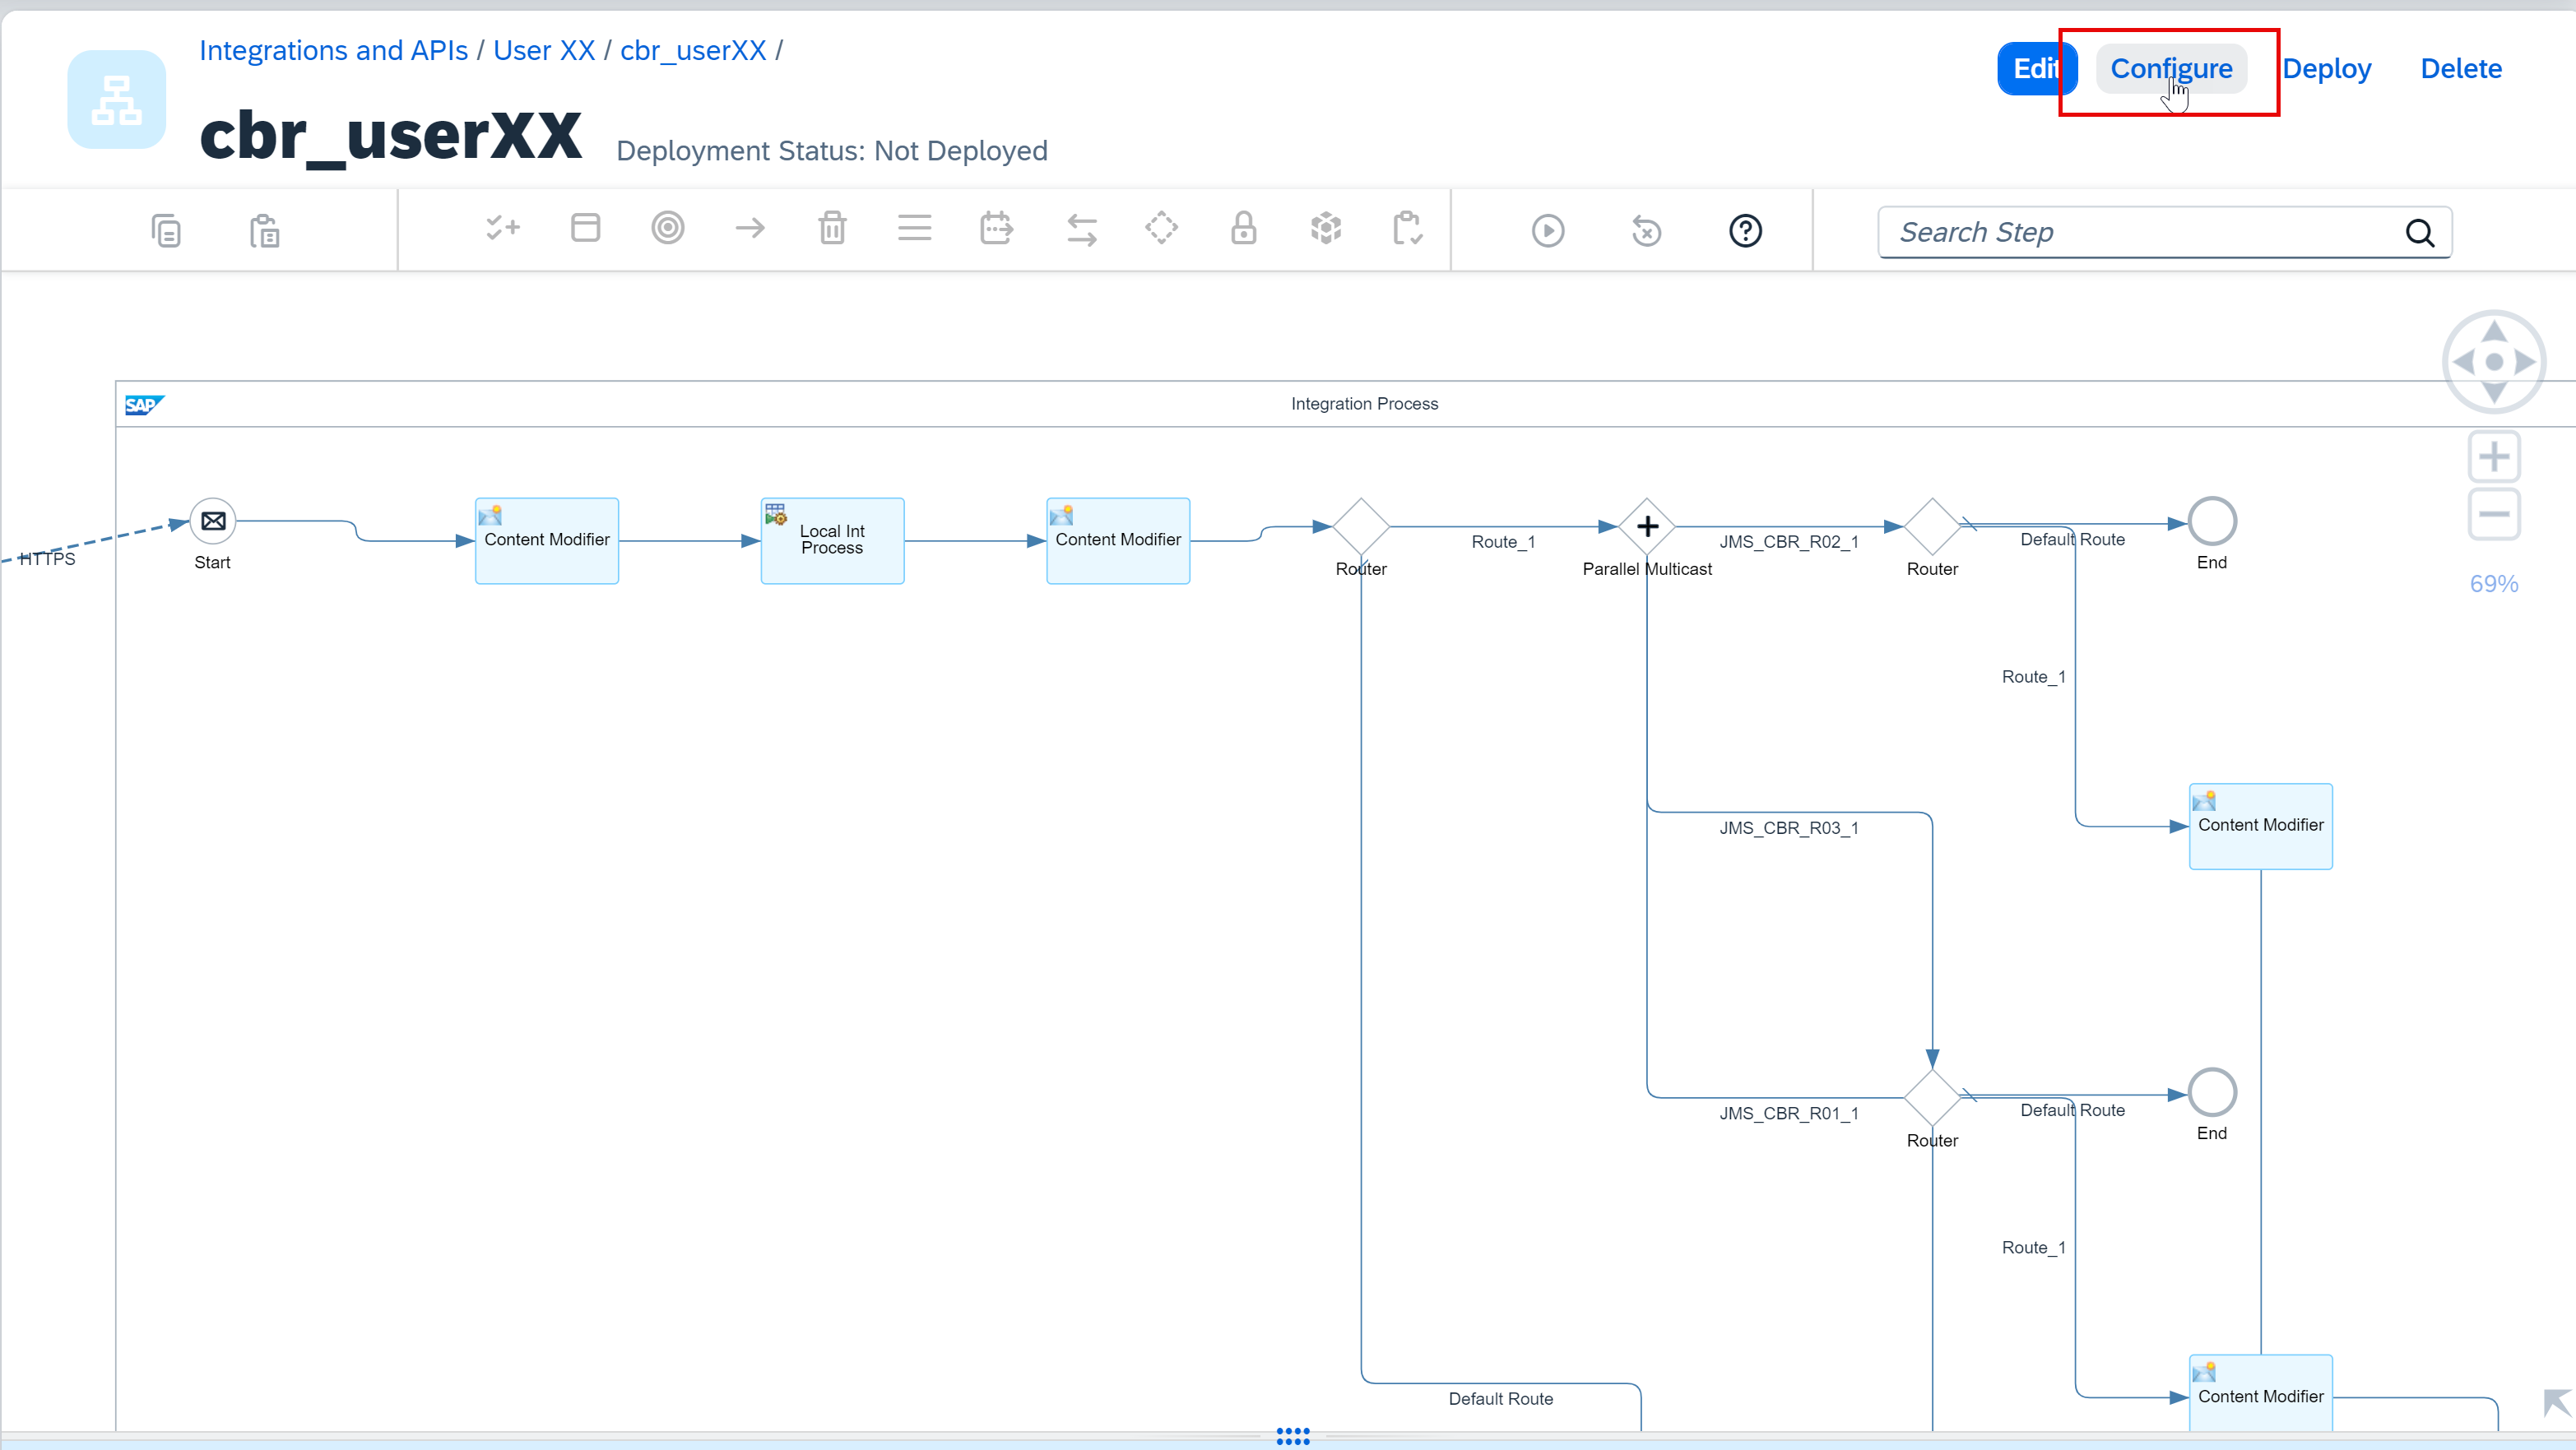 Integrations and APIs / User XX / cbr_userXX /
Edit
Configure
Deploy
Delete
cbr_userXX
Deployment Status: Not Deployed
Search Step
SAP
Integration Process
HTTPS
Start
Content Modifier
Local Int
Process
Content Modifier
Router
Route_1
Parallel Multicast
JMS_CBR_R02_1
Router
Default Route
End
69%
Route_1
JMS_CBR_R03_1
Content Modifier
JMS_CBR_R01_1
Router
Default Route
End
Route_1
Default Route
Content Modifier